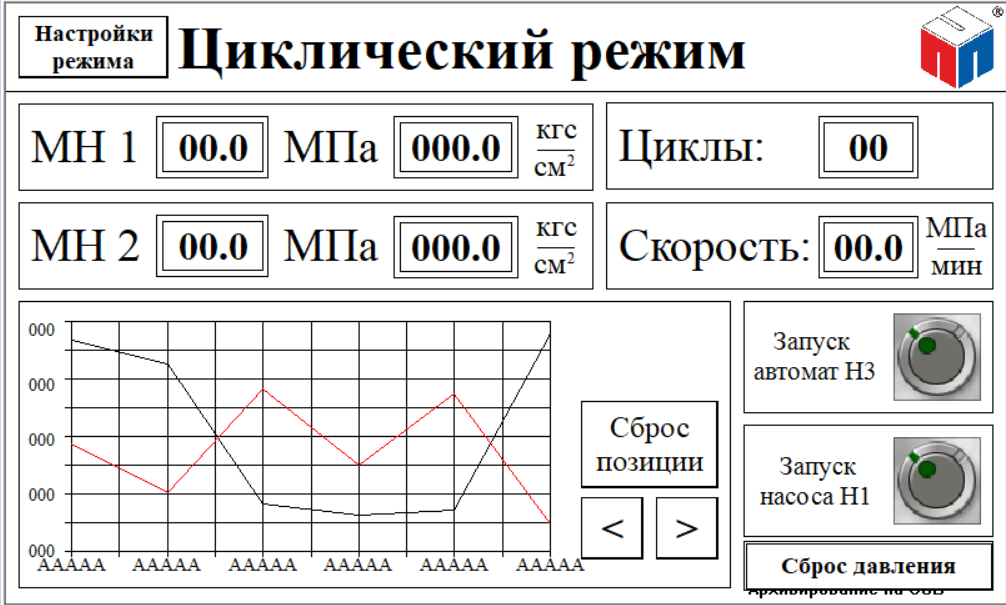 Настройки
режима
Циклический режим
®
МН 1 00.0 МПа 000.0 кгс
см²
Циклы: 00
МН 2 00.0 МПа 000.0 кгс
см²
Скорость: 00.0 МПа
мин
000
000
000
000
000
AAAAA AAAAA AAAAA AAAAA AAAAA AAAAA
Сброс
позиции
< >
Запуск
автомат Н3
Запуск
насоса Н1
Сброс давления
Архивирование на